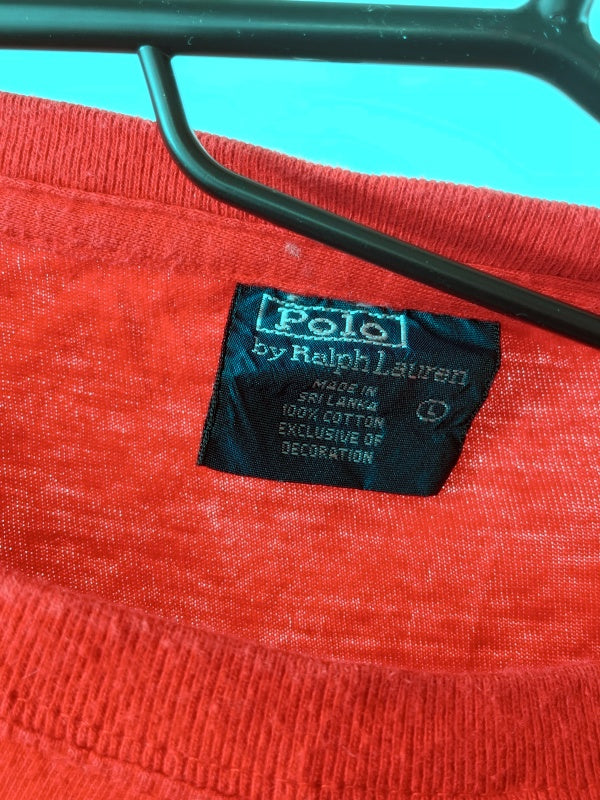 Polo
by Ralph Lauren
MADE IN
SRI LANKA
100% COTTON
EXCLUSIVE OF
DECORATION
L